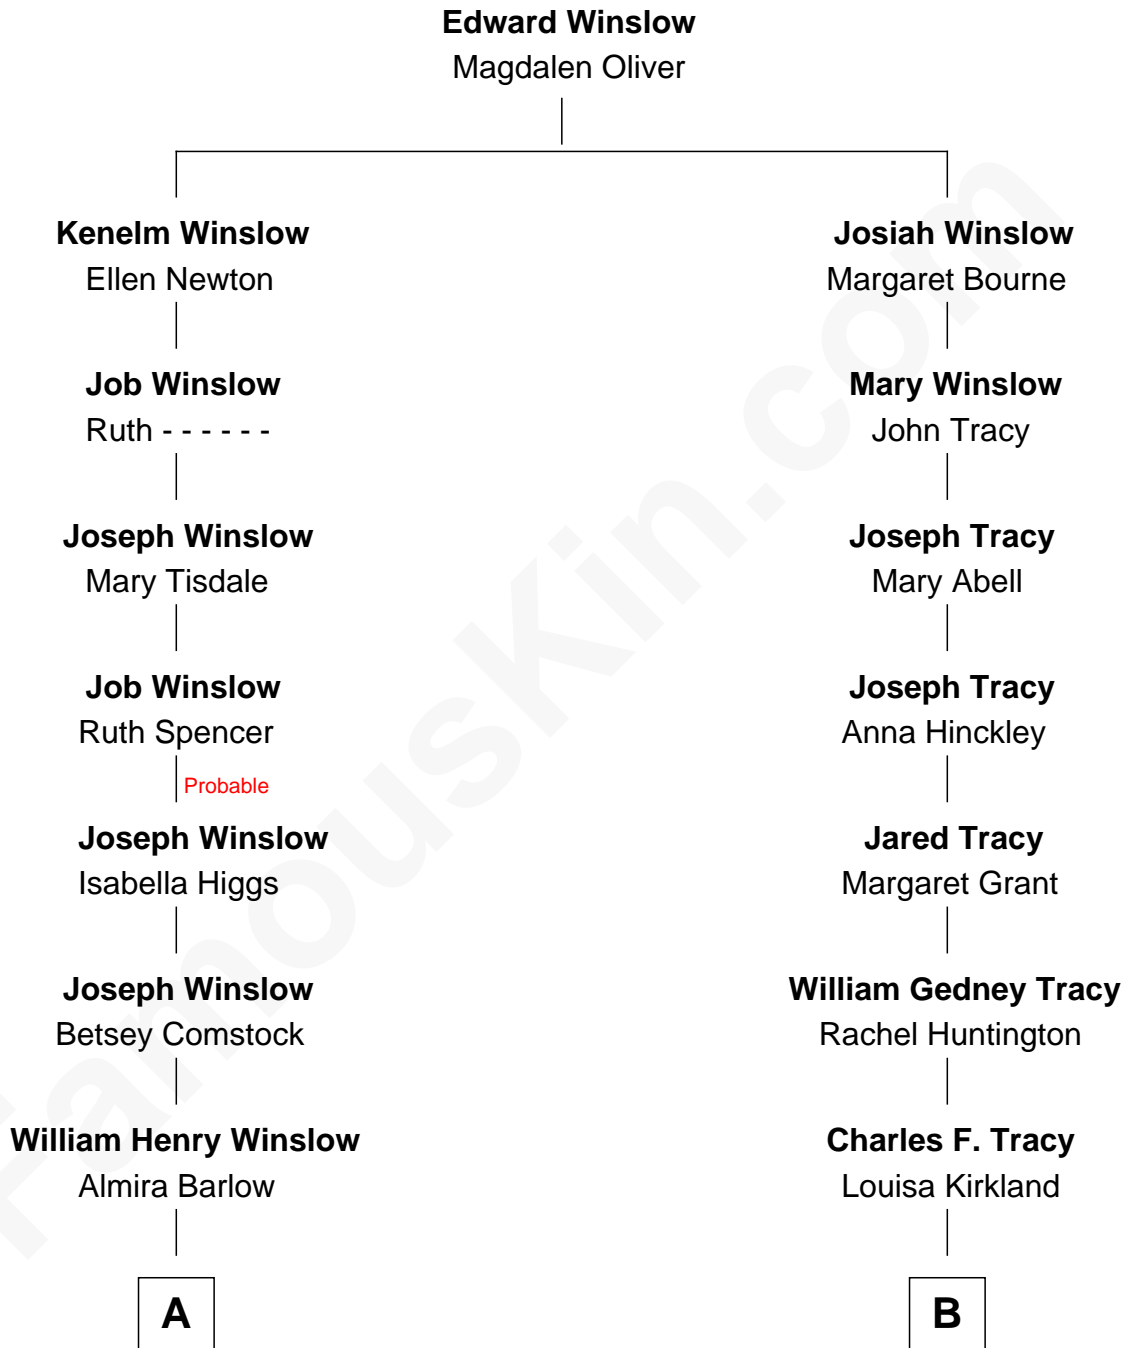 Edward Winslow
Magdalen Oliver
Kenelm Winslow
Ellen Newton
Josiah Winslow
Margaret Bourne
Job Winslow
Ruth - - - - - -
Mary Winslow
John Tracy
Joseph Winslow
Mary Tisdale
Joseph Tracy
Mary Abell
Job Winslow
Ruth Spencer
Joseph Tracy
Anna Hinckley
Probable
Joseph Winslow
Isabella Higgs
Jared Tracy
Margaret Grant
Joseph Winslow
Betsey Comstock
William Gedney Tracy
Rachel Huntington
William Henry Winslow
Almira Barlow
Charles F. Tracy
Louisa Kirkland
A
B
FamousKin.com